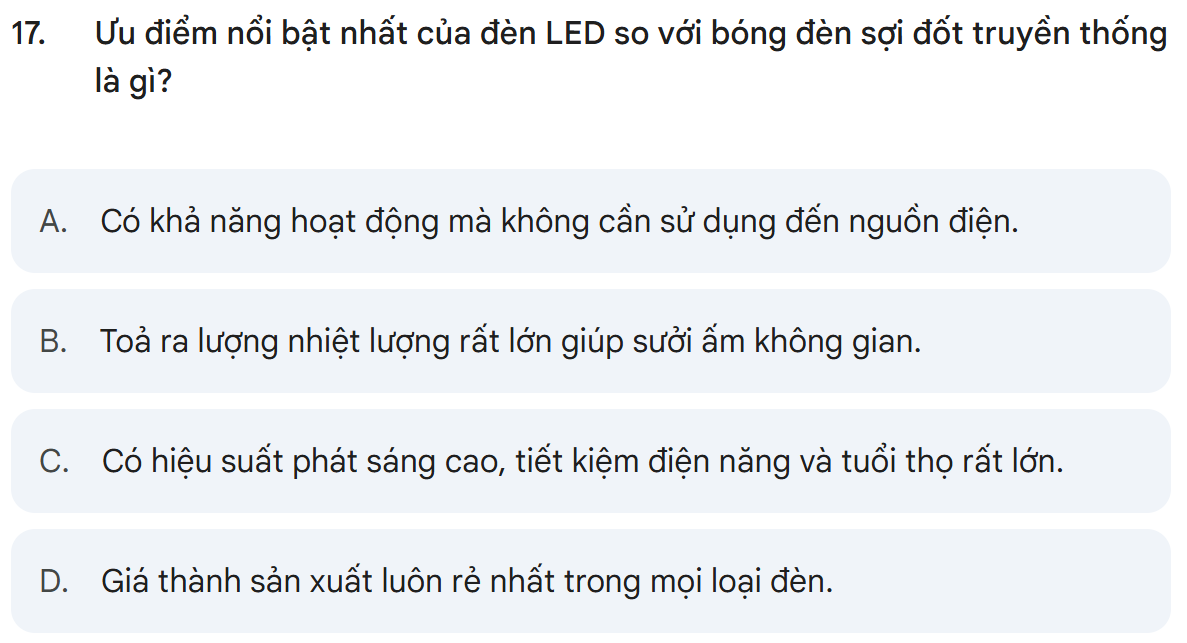 17. Ưu điểm nổi bật nhất của đèn LED so với bóng đèn sợi đốt truyền thống
là gì?
A. Có khả năng hoạt động mà không cần sử dụng đến nguồn điện.
B. Toả ra lượng nhiệt lượng rất lớn giúp sưởi ấm không gian.
C. Có hiệu suất phát sáng cao, tiết kiệm điện năng và tuổi thọ rất lớn.
D. Giá thành sản xuất luôn rẻ nhất trong mọi loại đèn.